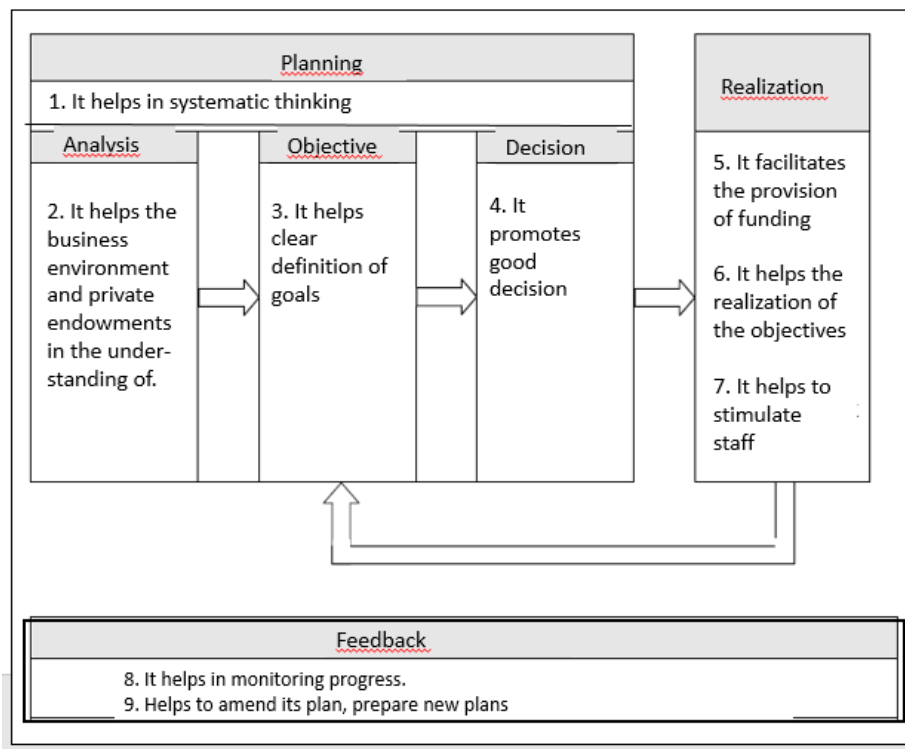 Planning
1. It helps in systematic thinking
Analysis
2. It helps the
business
environment
and private
endowments
in the under-
standing of.
Objective
3. It helps
clear
definition of
goals
Decision
4. It
promotes
good
decision
Realization
5. It facilitates
the provision
of funding
6. It helps the
realization of
the objectives
7. It helps to
stimulate
staff
Feedback
8. It helps in monitoring progress.
9. Helps to amend its plan, prepare new plans